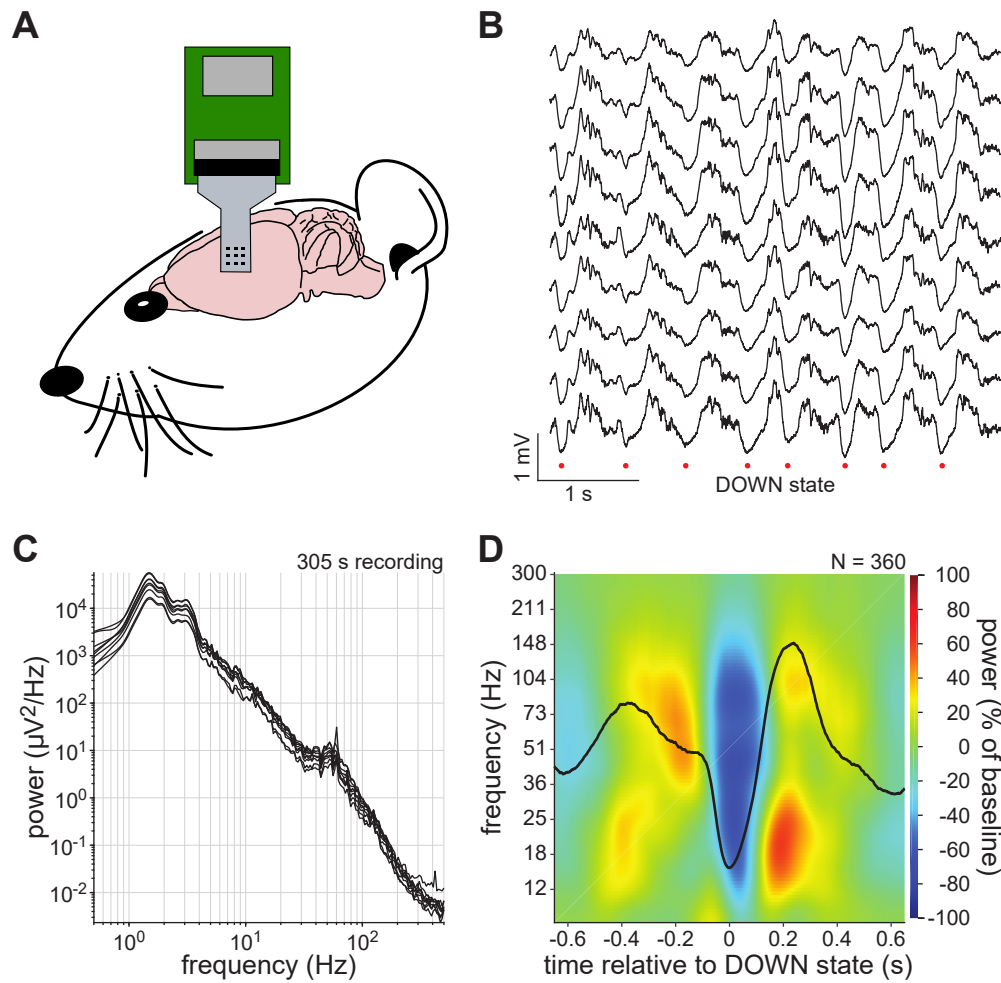 A
B
1 mV
1 s
DOWN state
C
305 s recording
power (µV²/Hz)
10⁴
10³
10²
10¹
10⁰
10⁻¹
10⁻²
10⁰
10¹
10²
frequency (Hz)
D
N = 360
frequency (Hz)
300
211
148
104
73
51
36
25
18
12
-0.6
-0.4
-0.2
0
0.2
0.4
0.6
time relative to DOWN state (s)
100
80
60
40
20
0
-20
-40
-60
-80
-100
power (% of baseline)